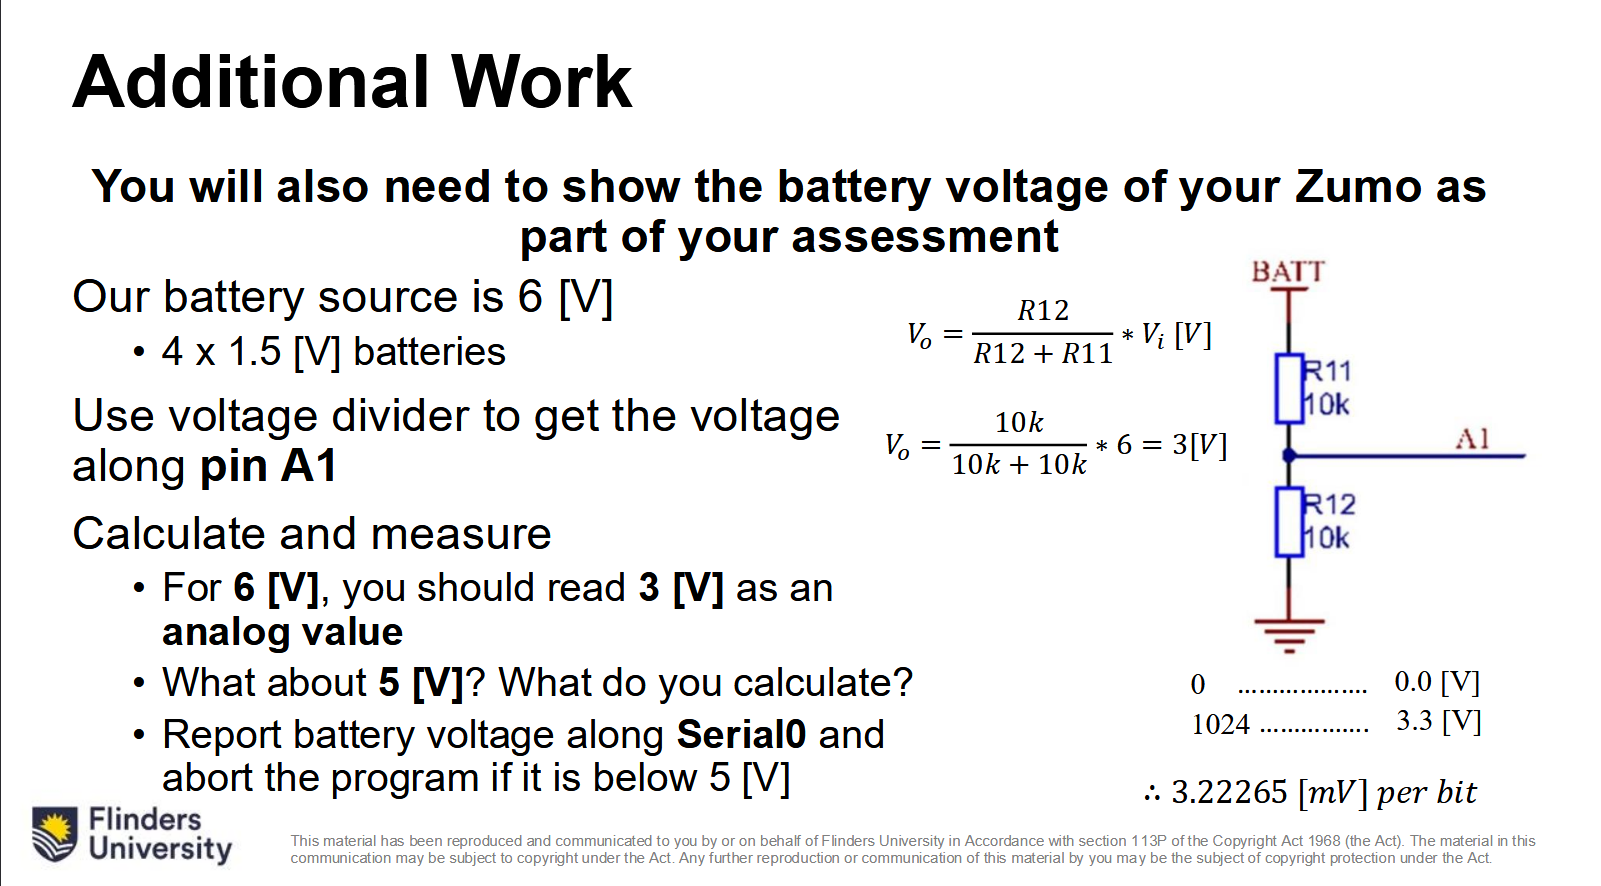 Additional Work
You will also need to show the battery voltage of your Zumo as
part of your assessment
Our battery source is 6 [V]
• 4 x 1.5 [V] batteries
Use voltage divider to get the voltage
along pin A1
Calculate and measure
• For 6 [V], you should read 3 [V] as an
analog value
• What about 5 [V]? What do you calculate?
• Report battery voltage along Serial0 and
abort the program if it is below 5 [V]
V₀ = R12 / (R12 + R11) * Vᵢ [V]
V₀ = 10k / (10k + 10k) * 6 = 3[V]
BATT
R11
10k
A1
R12
10k
0 ................... 0.0 [V]
1024 ................ 3.3 [V]
∴ 3.22265 [mV] per bit
Flinders
University
This material has been reproduced and communicated to you by or on behalf of Flinders University in Accordance with section 113P of the Copyright Act 1968 (the Act). The material in this
communication may be subject to copyright under the Act. Any further reproduction or communication of this material by you may be the subject of copyright protection under the Act.